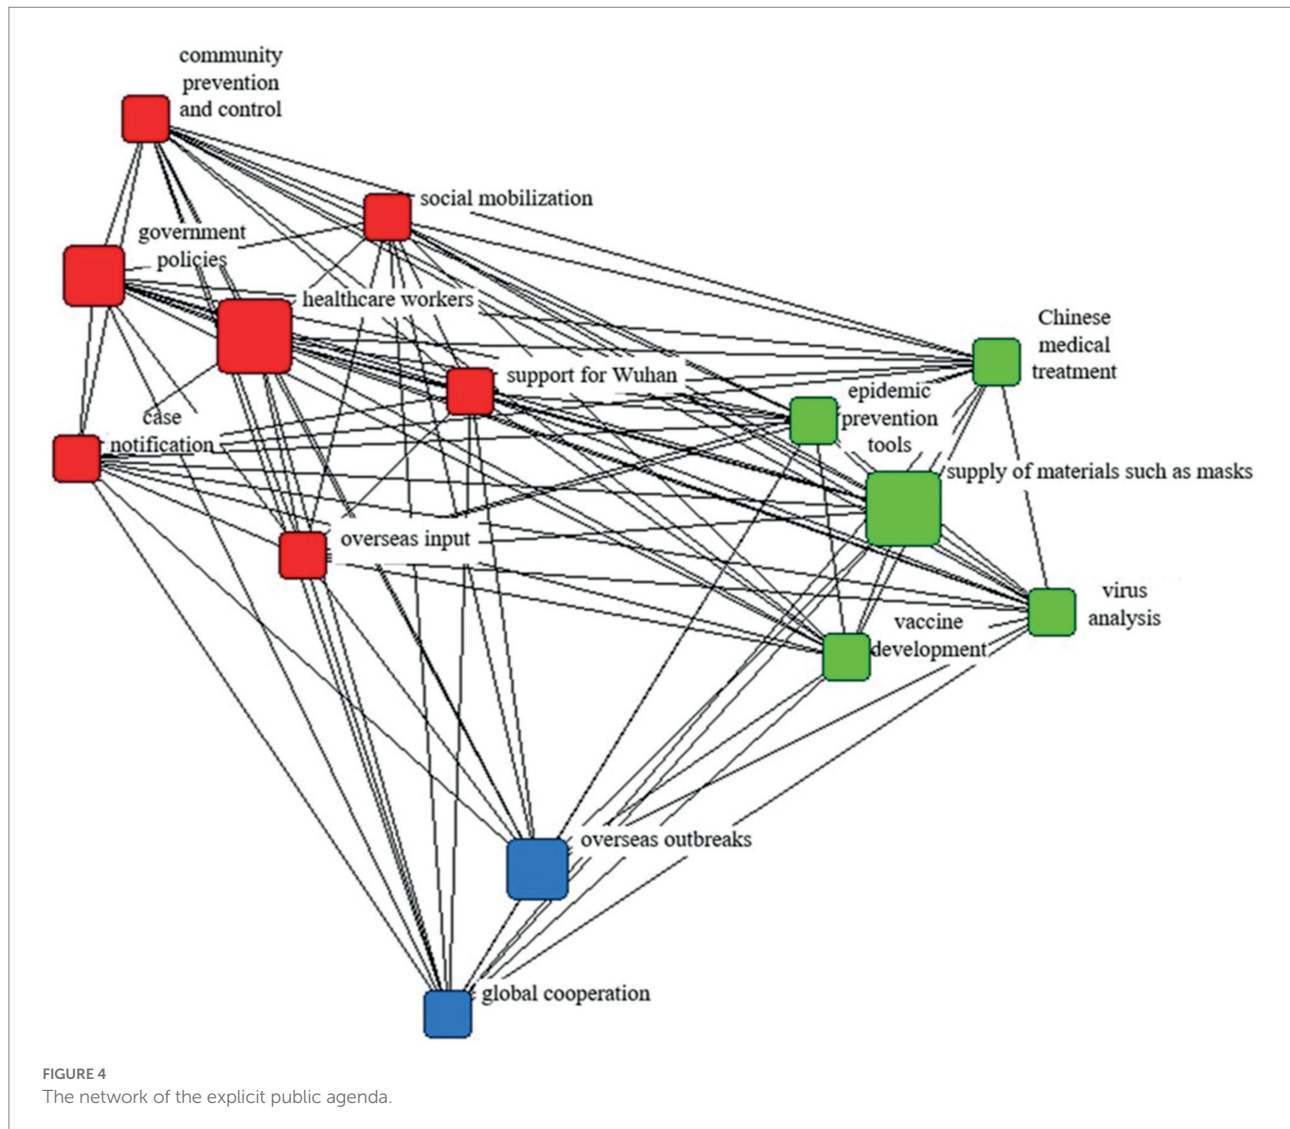 community
prevention
and control
social mobilization
government
policies
healthcare workers
Chinese
medical
treatment
support for Wuhan
epidemic
prevention
tools
case
notification
supply of materials such as masks
overseas input
virus
analysis
vaccine
development
overseas outbreaks
global cooperation
FIGURE 4
The network of the explicit public agenda.